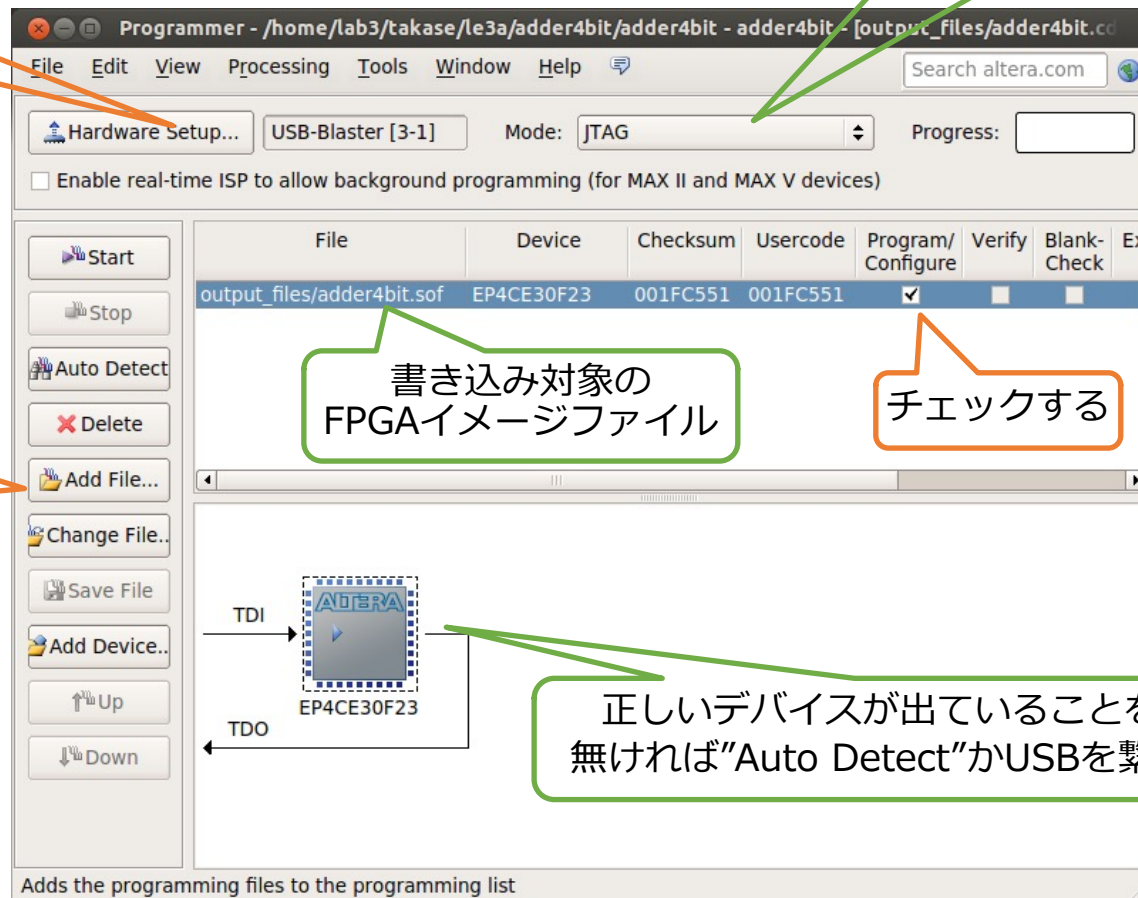 Programmer - /home/lab3/takase/le3a/adder4bit/adder4bit - adder4bit - [output_files/adder4bit.cd
File Edit View Processing Tools Window Help
Search altera.com
Hardware Setup... USB-Blaster [3-1] Mode: JTAG Progress:
Enable real-time ISP to allow background programming (for MAX II and MAX V devices)
File Device Checksum Usercode Program/ Verify Blank- Ex
Configure Check
output_files/adder4bit.sof EP4CE30F23 001FC551 001FC551
Start
Stop
Auto Detect
Delete
Add File...
Change File..
Save File
Add Device..
Up
Down
書き込み対象の
FPGAイメージファイル
チェックする
TDI
ALTERA
EP4CE30F23
TDO
正しいデバイスが出ていることを
無ければ”Auto Detect”かUSBを繋
Adds the programming files to the programming list